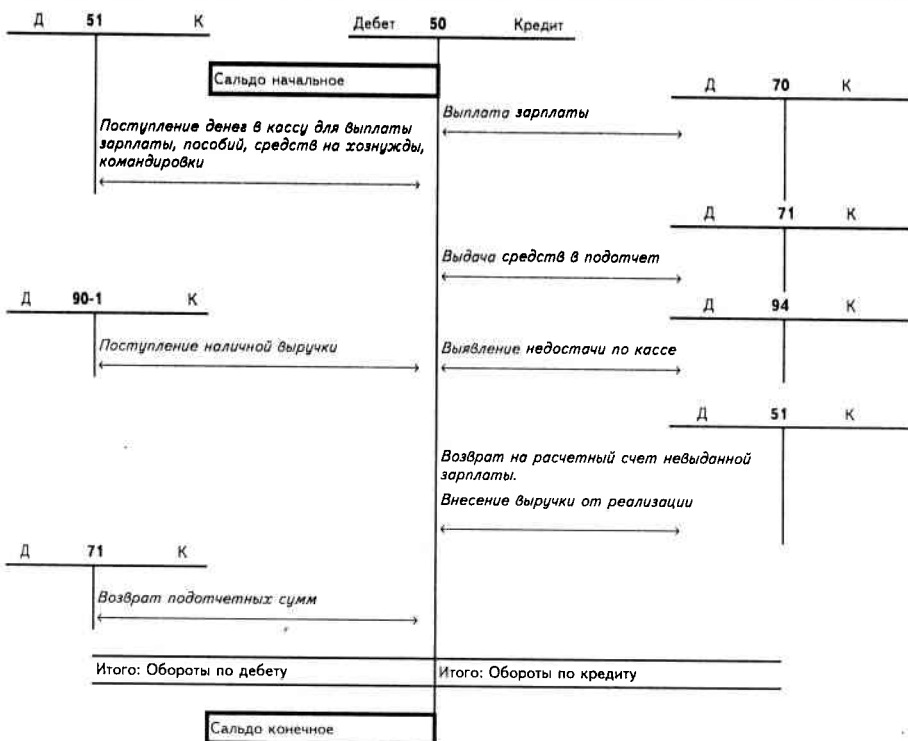 Д 51 К
Дебет 50 Кредит
Сальдо начальное
Д 70 К
Выплата зарплаты
Поступление денег в кассу для выплаты
зарплаты, пособий, средств на хознужды,
командировки
Д 71 К
Выдача средств в подотчет
Д 90-1 К
Д 94 К
Поступление наличной выручки
Выявление недостачи по кассе
Д 51 К
Возврат на расчетный счет невыданной
зарплаты.
Внесение выручки от реализации
Д 71 К
Возврат подотчетных сумм
Итого: Обороты по дебету
Итого: Обороты по кредиту
Сальдо конечное